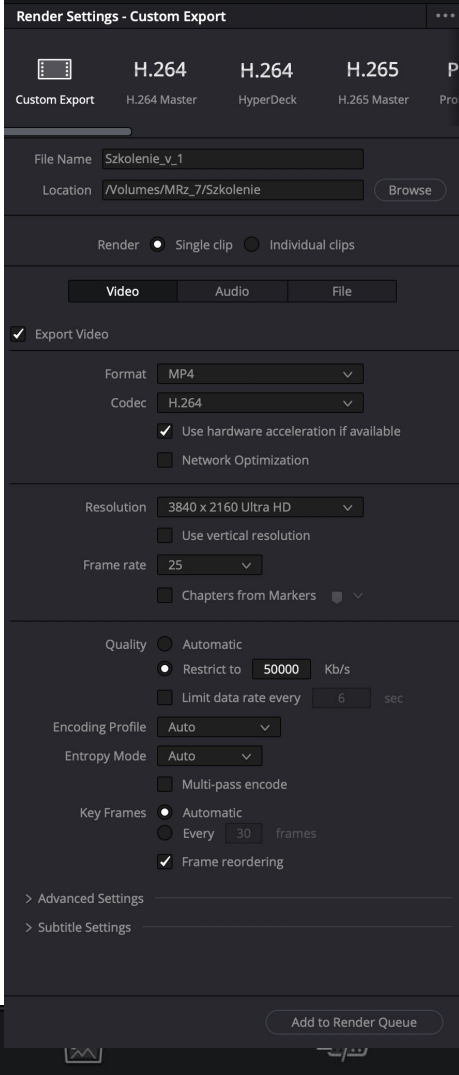 Render Settings - Custom Export
H.264 H.264 H.265 P
Custom Export H.264 Master HyperDeck H.265 Master Pro
File Name Szkolenie_v_1
Location /Volumes/MRz_7/Szkolenie Browse
Render Single clip Individual clips
Video Audio File
Export Video
Format MP4
Codec H.264
Use hardware acceleration if available
Network Optimization
Resolution 3840 x 2160 Ultra HD
Use vertical resolution
Frame rate 25
Chapters from Markers
Quality Automatic
Restrict to 50000 Kb/s
Limit data rate every 6 sec
Encoding Profile Auto
Entropy Mode Auto
Multi-pass encode
Key Frames Automatic
Every 30 frames
Frame reordering
> Advanced Settings
> Subtitle Settings
Add to Render Queue